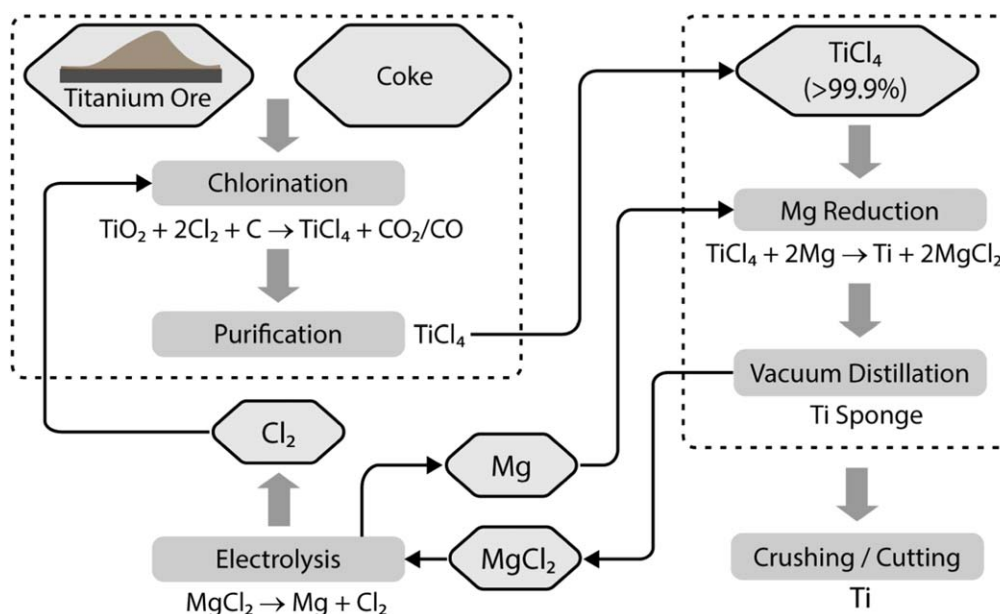 Titanium Ore
Coke
Chlorination
TiO₂ + 2Cl₂ + C → TiCl₄ + CO₂/CO
Purification
TiCl₄
TiCl₄
(>99.9%)
Mg Reduction
TiCl₄ + 2Mg → Ti + 2MgCl₂
Vacuum Distillation
Ti Sponge
Cl₂
Mg
Electrolysis
MgCl₂ → Mg + Cl₂
MgCl₂
Crushing / Cutting
Ti